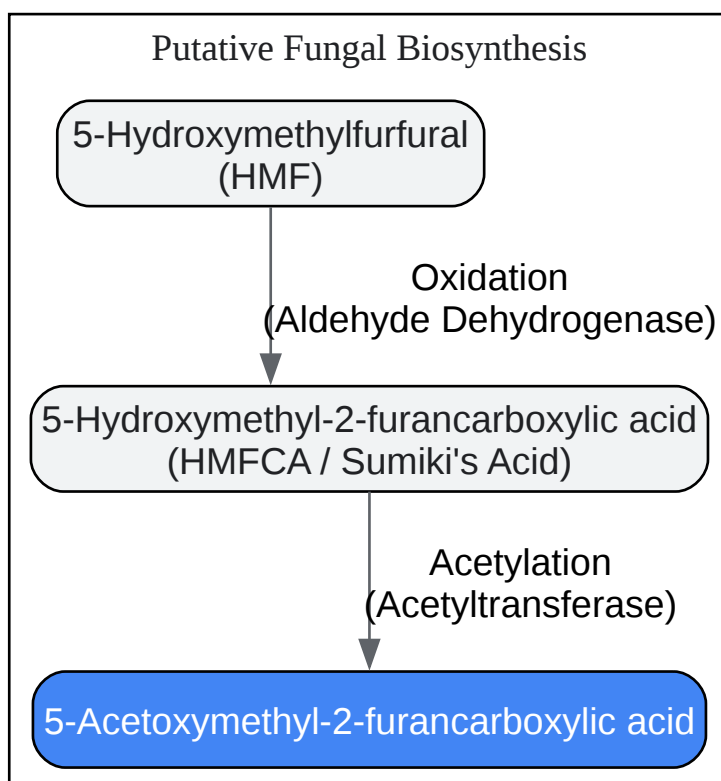 Putative Fungal Biosynthesis
5-Hydroxymethylfurfural
(HMF)
Oxidation
(Aldehyde Dehydrogenase)
5-Hydroxymethyl-2-furancarboxylic acid
(HMFCA / Sumiki's Acid)
Acetylation
(Acetyltransferase)
5-Acetoxymethyl-2-furancarboxylic acid